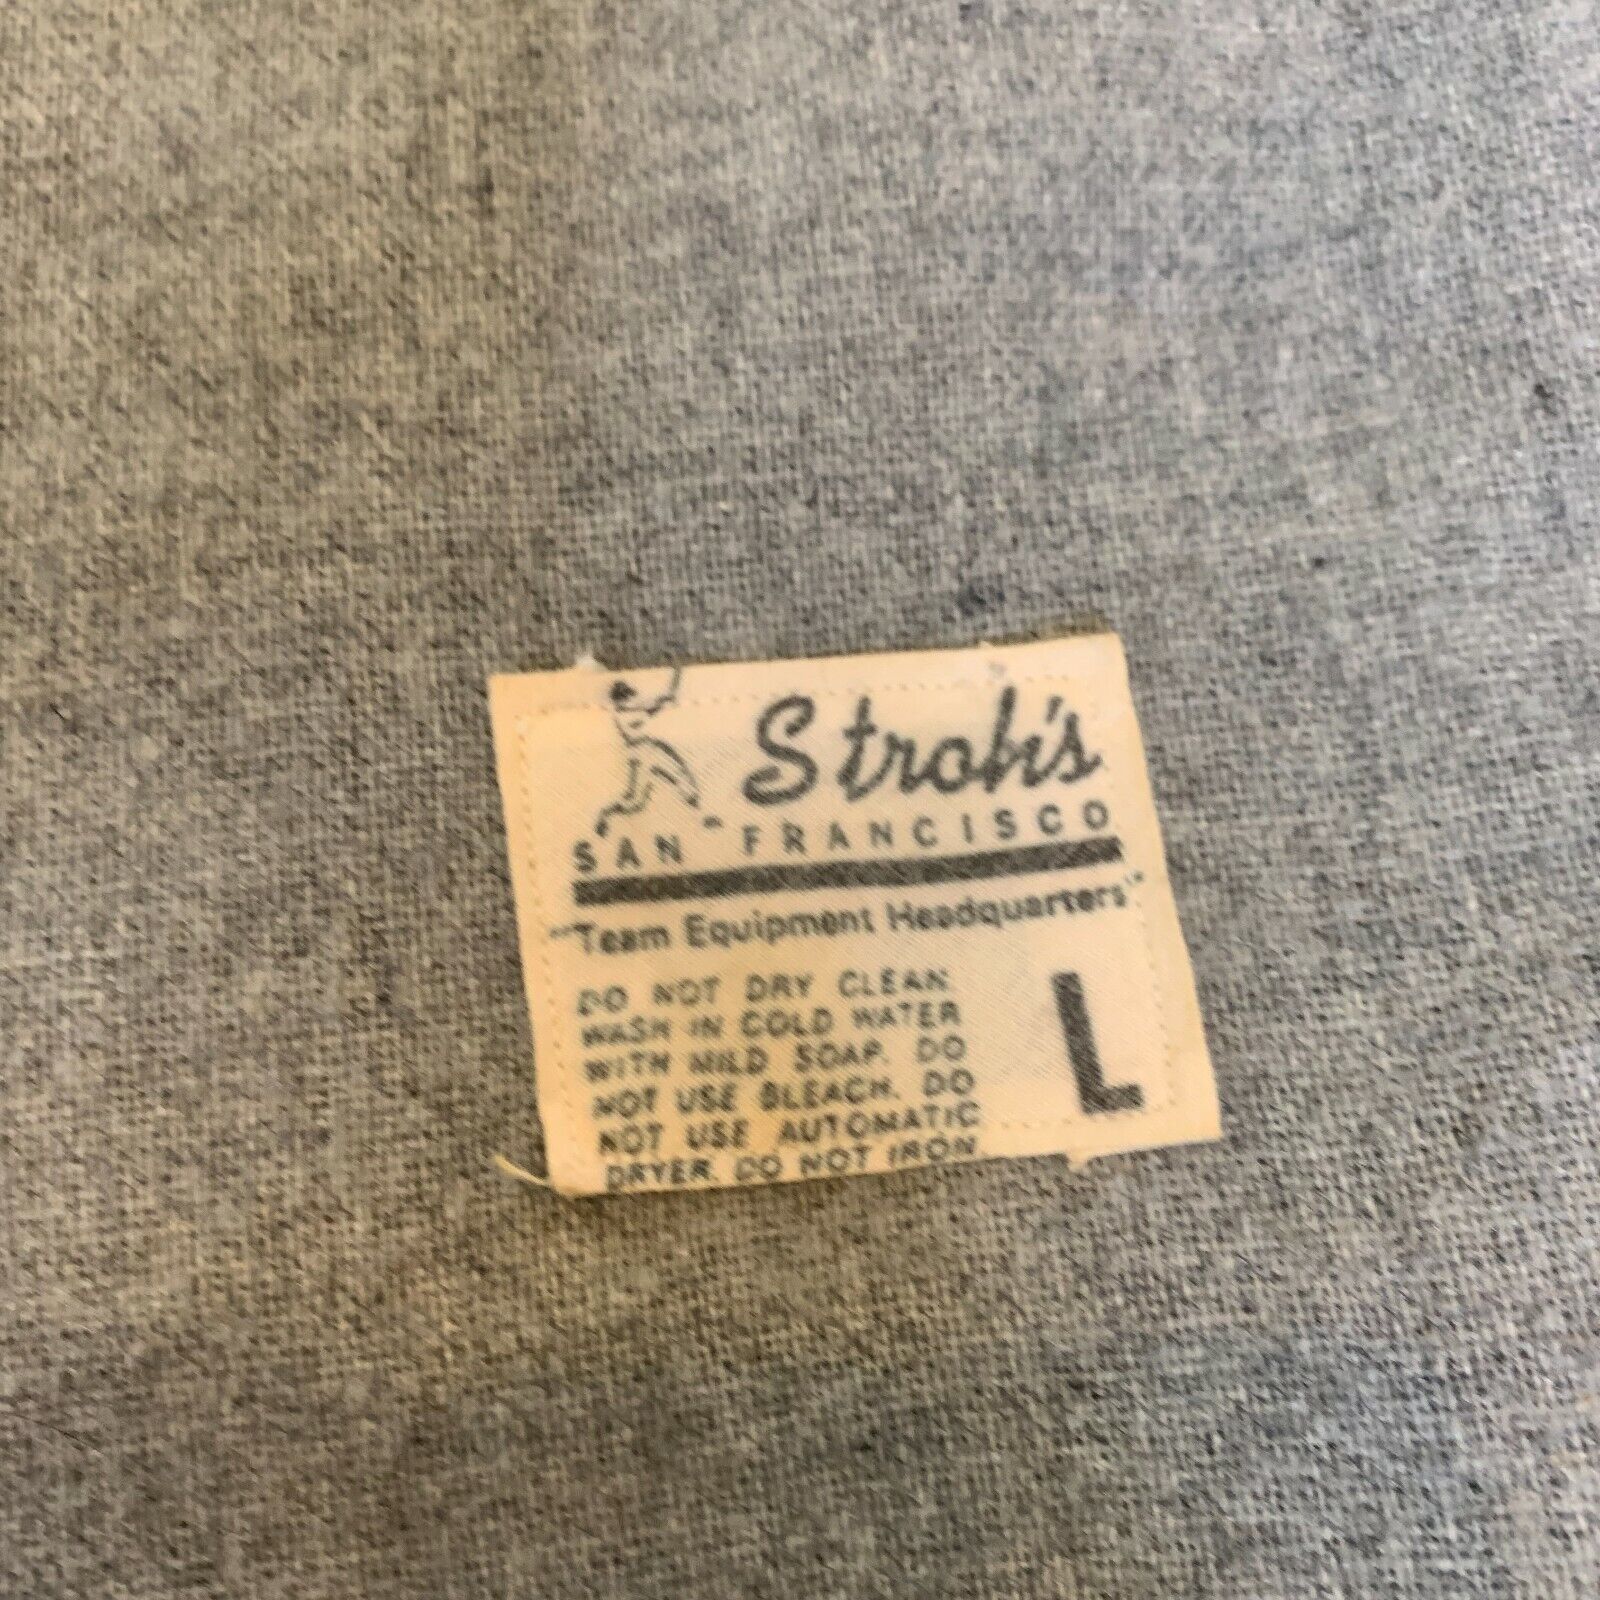 Stroh's
SAN FRANCISCO
"Team Equipment Headquarters"
DO NOT DRY CLEAN.
WASH IN COLD WATER
WITH MILD SOAP. DO
NOT USE BLEACH. DO
NOT USE AUTOMATIC
DRYER. DO NOT IRON.
L